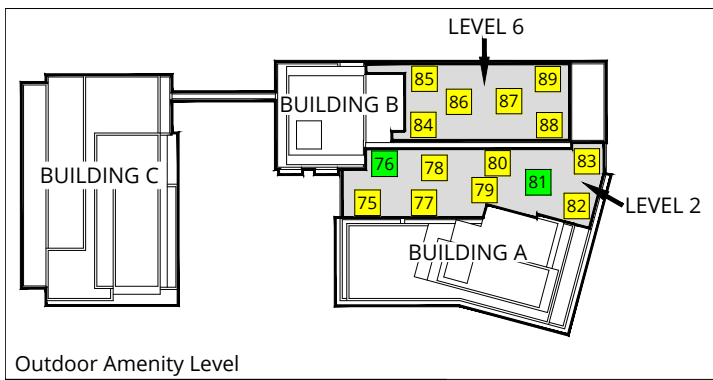 LEVEL 6
85
89
86
87
BUILDING B
84
88
76
78
80
83
BUILDING C
79
81
75
77
82
LEVEL 2
BUILDING A
Outdoor Amenity Level